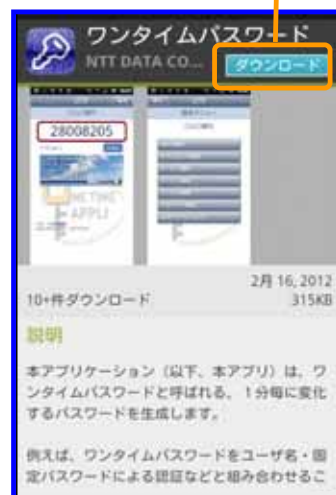 ワンタイムパスワード
NTT DATA CO...
ダウンロード
28008205
2月 16, 2012
10+件ダウンロード
315KB
説明
本アプリケーション（以下、本アプリ）は、ワ
ンタイムパスワードと呼ばれる、１分毎に変化
するパスワードを生成します。
例えば、ワンタイムパスワードをユーザ名・固
定パスワードによる認証などと組み合わせるこ